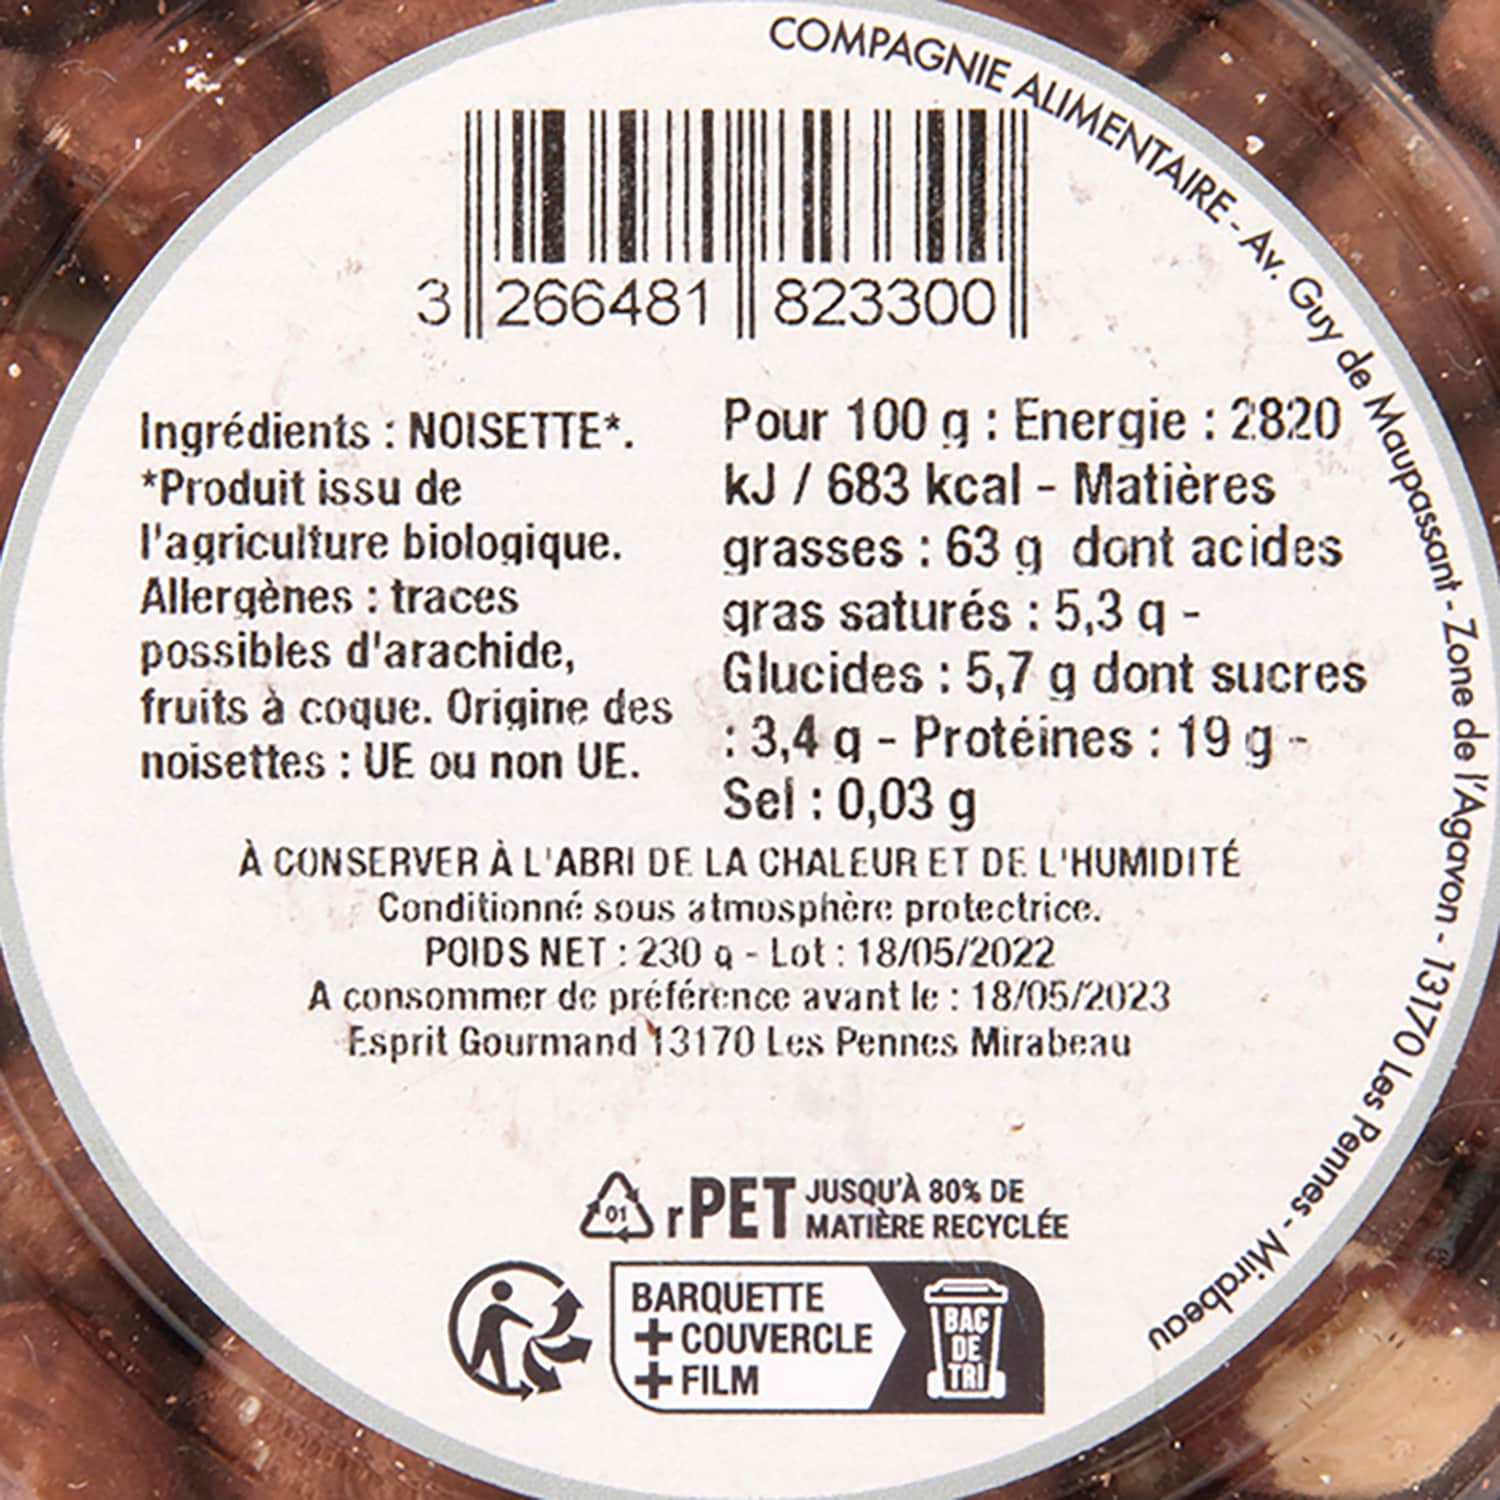 COMPAGNIE ALIMENTAIRE - Av. Guy de Maupassant - Zone de l'Agavon - 13170 Les Pennes - Mirabeau
3 266481 823300
Ingrédients : NOISETTE*.
*Produit issu de
l'agriculture biologique.
Allergènes : traces
possibles d'arachide,
fruits à coque. Origine des
noisettes : UE ou non UE.
Pour 100 g : Energie : 2820
kJ / 683 kcal - Matières
grasses : 63 g dont acides
gras saturés : 5,3 g -
Glucides : 5,7 g dont sucres
: 3,4 g - Protéines : 19 g -
Sel : 0,03 g
À CONSERVER À L'ABRI DE LA CHALEUR ET DE L'HUMIDITÉ
Conditionné sous atmosphère protectrice.
POIDS NET : 230 g - Lot : 18/05/2022
A consommer de préférence avant le : 18/05/2023
Esprit Gourmand 13170 Les Pennes Mirabeau
01 rPET JUSQU'À 80% DE
MATIÈRE RECYCLÉE
BARQUETTE
+ COUVERCLE
+ FILM
BAC
DE
TRI